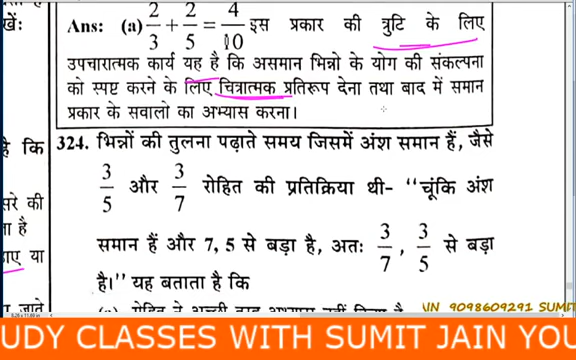 खें:
Ans: (a) 2/3 + 2/5 = 4/10 इस प्रकार की त्रुटि के लिए
उपचारात्मक कार्य यह है कि असमान भिन्नो के योग की संकल्पना
को स्पष्ट करने के लिए चित्रात्मक प्रतिरूप देना तथा बाद में समान
प्रकार के सवालो का अभ्यास करना।
है कि
324. भिन्नों की तुलना पढ़ाते समय जिसमें अंश समान हैं, जैसे
3/5 और 3/7 रोहित की प्रतिक्रिया थी- "चूंकि अंश
सरे की
ता है
समान हैं और 7, 5 से बड़ा है, अतः 3/7, 3/5 से बड़ा
या
है।" यह बताता है कि
जाते
VN 9098609291 SUMIT
UDY CLASSES WITH SUMIT JAIN YOU